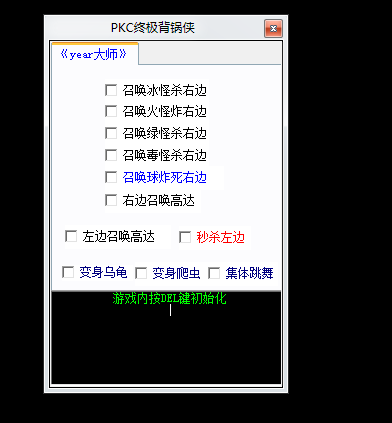 PKC终极背锅侠
《year大师》
召唤冰怪杀右边
召唤火怪炸右边
召唤绿怪杀右边
召唤毒怪杀右边
召唤球炸死右边
右边召唤高达
左边召唤高达 秒杀左边
变身乌龟 变身爬虫 集体跳舞
游戏内按DEL键初始化